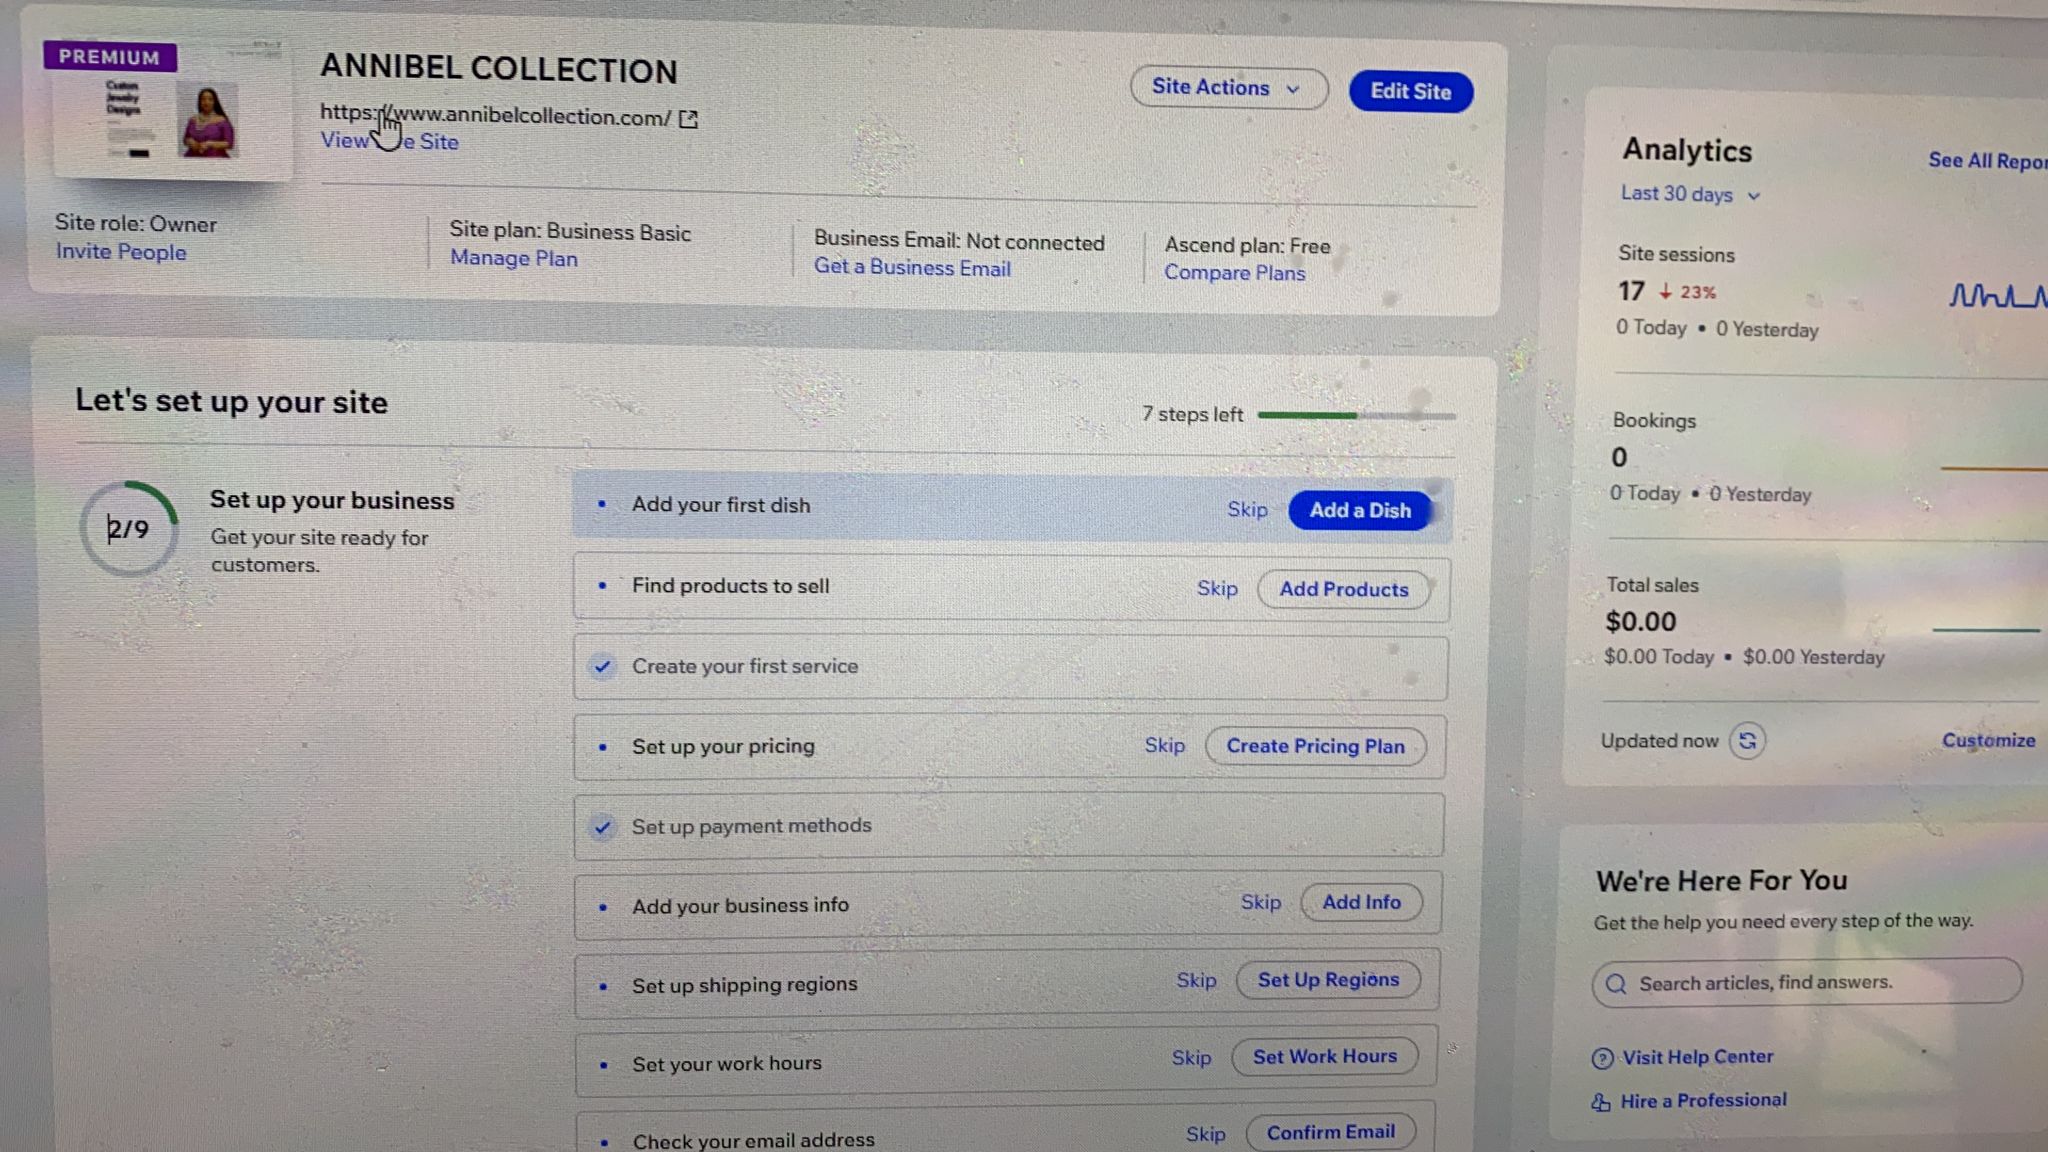 PREMIUM
Custom
Jewelry
Designs
ANNIBEL COLLECTION
https://www.annibelcollection.com/
View e Site
Site Actions
Edit Site
Site role: Owner
Invite People
Site plan: Business Basic
Manage Plan
Business Email: Not connected
Get a Business Email
Ascend plan: Free
Compare Plans
Let's set up your site
7 steps left
2/9
Set up your business
Get your site ready for
customers.
Add your first dish Skip Add a Dish
Find products to sell Skip Add Products
Create your first service
Set up your pricing Skip Create Pricing Plan
Set up payment methods
Add your business info Skip Add Info
Set up shipping regions Skip Set Up Regions
Set your work hours Skip Set Work Hours
Check your email address Skip Confirm Email
Analytics
See All Repor
Last 30 days
Site sessions
17 ↓ 23%
0 Today • 0 Yesterday
Bookings
0
0 Today • 0 Yesterday
Total sales
$0.00
$0.00 Today • $0.00 Yesterday
Updated now
Customize
We're Here For You
Get the help you need every step of the way.
Search articles, find answers.
Visit Help Center
Hire a Professional